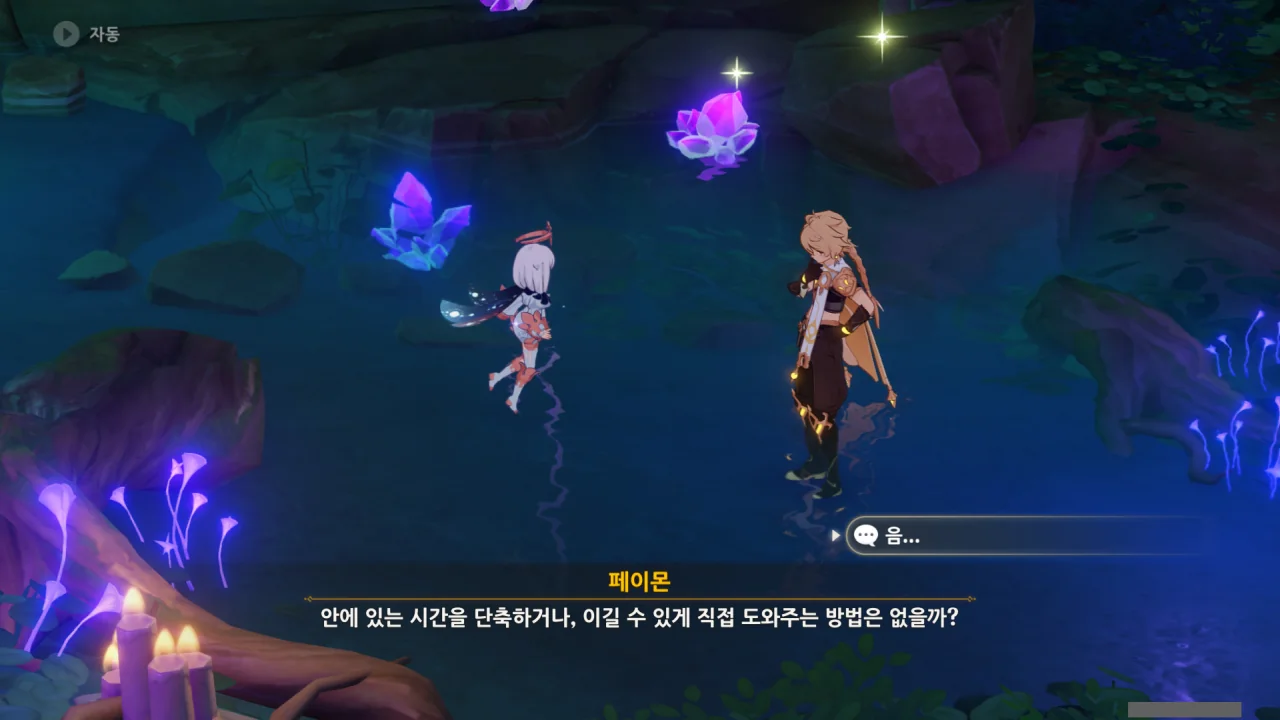 자동
음...
페이몬
안에 있는 시간을 단축하거나, 이길 수 있게 직접 도와주는 방법은 없을까?